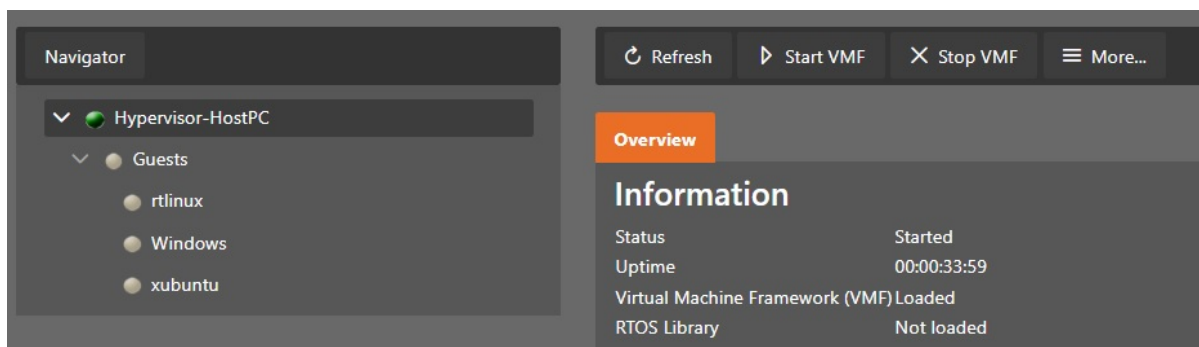 Navigator
Hypervisor-HostPC
Guests
rtlinux
Windows
xubuntu
Refresh Start VMF Stop VMF More...
Overview
Information
Status Started
Uptime 00:00:33:59
Virtual Machine Framework (VMF) Loaded
RTOS Library Not loaded